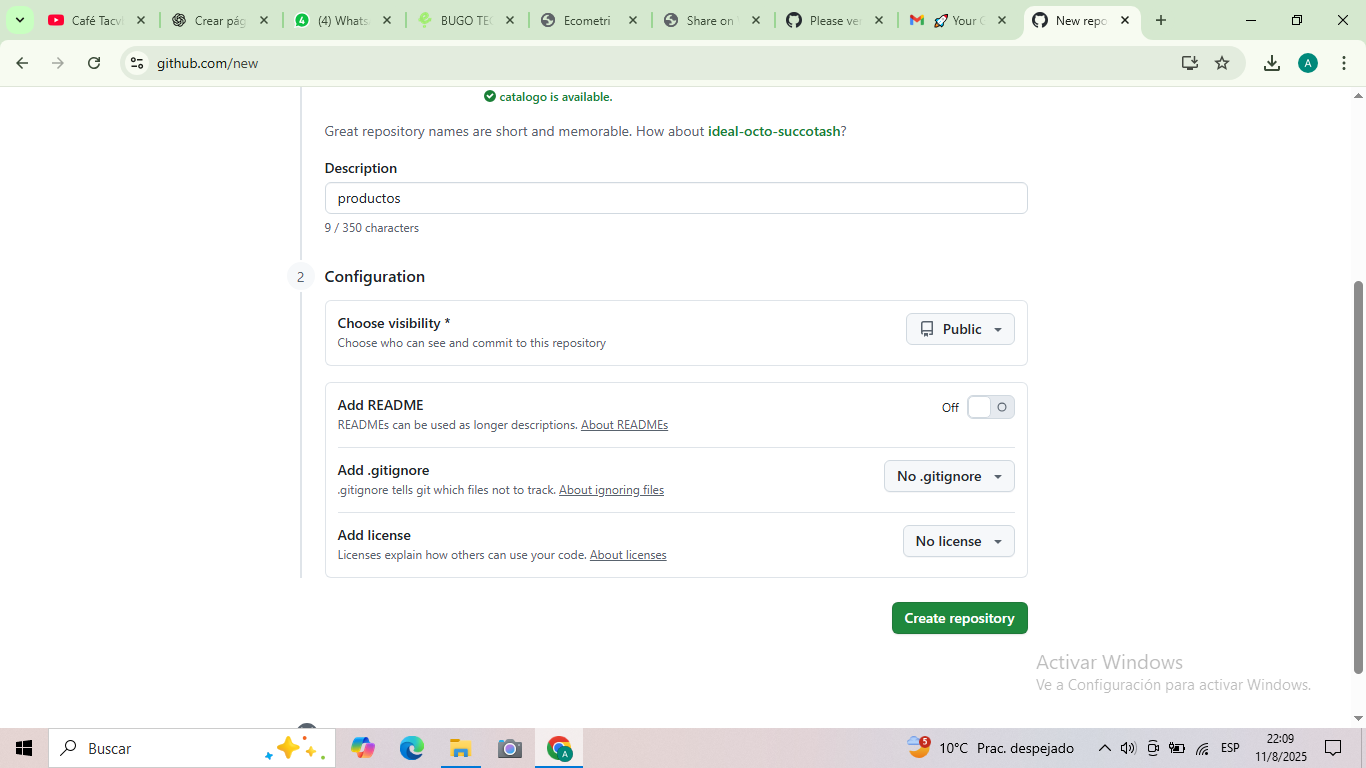 Café Tacv
Crear pág
(4) Whats
BUGO TEC
Ecometri
Share on
Please ver
Your G
New repo
github.com/new
A
catalogo is available.
Great repository names are short and memorable. How about ideal-octo-succotash?
Description
productos
9 / 350 characters
2
Configuration
Choose visibility *
Choose who can see and commit to this repository
Public
Add README
READMEs can be used as longer descriptions. About READMEs
Off
Add .gitignore
.gitignore tells git which files not to track. About ignoring files
No .gitignore
Add license
Licenses explain how others can use your code. About licenses
No license
Create repository
Activar Windows
Ve a Configuración para activar Windows.
Buscar
5
10°C Prac. despejado
ESP
22:09
11/8/2025